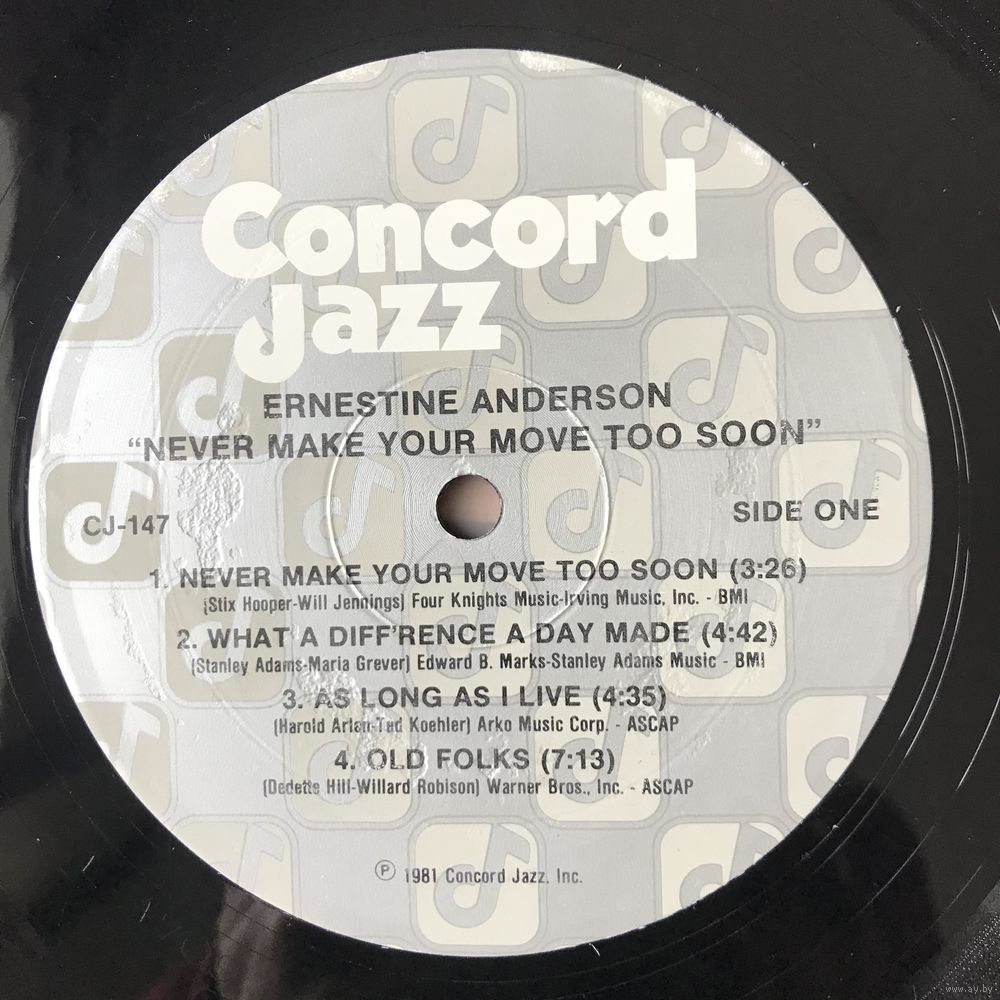 Concord
Jazz
ERNESTINE ANDERSON
“NEVER MAKE YOUR MOVE TOO SOON”
CJ-147
SIDE ONE
1. NEVER MAKE YOUR MOVE TOO SOON (3:26)
(Stix Hooper-Will Jennings) Four Knights Music-Irving Music, Inc. - BMI
2. WHAT A DIFF'RENCE A DAY MADE (4:42)
(Stanley Adams-Maria Grever) Edward B. Marks-Stanley Adams Music - BMI
3. AS LONG AS I LIVE (4:35)
(Harold Arlan-Ted Koehler) Arko Music Corp. - ASCAP
4. OLD FOLKS (7:13)
(Dedette Hill-Willard Robison) Warner Bros., Inc. - ASCAP
Ⓟ 1981 Concord Jazz, Inc.
www.ay.by